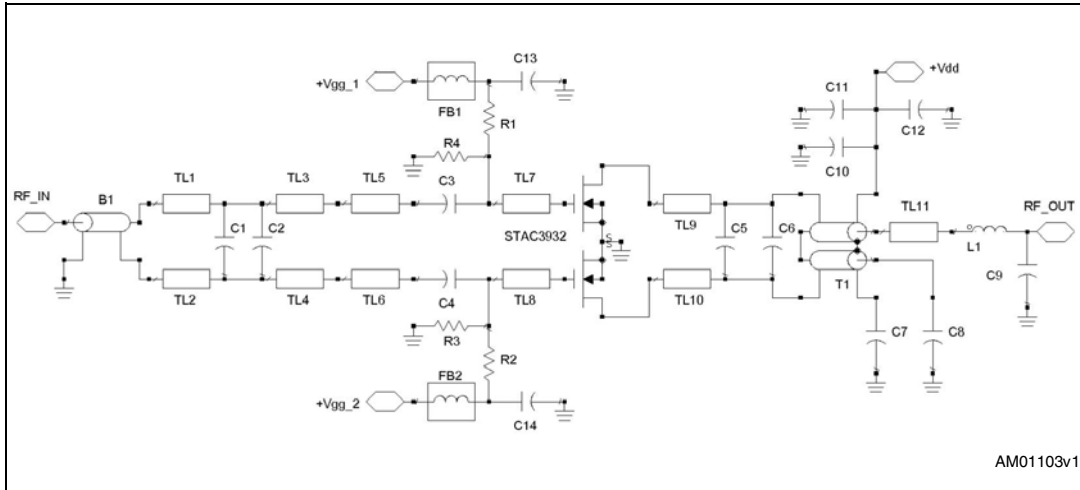 C13
+Vgg_1
FB1
R1
R4
C11
+Vdd
C12
C10
TL1
TL3
TL5
C3
TL7
RF_IN
B1
C1
C2
STAC3932
S
S
TL9
C5
C6
TL11
RF_OUT
L1
TL2
TL4
TL6
C4
TL8
TL10
T1
C9
R3
R2
C7
C8
FB2
+Vgg_2
C14
AM01103v1